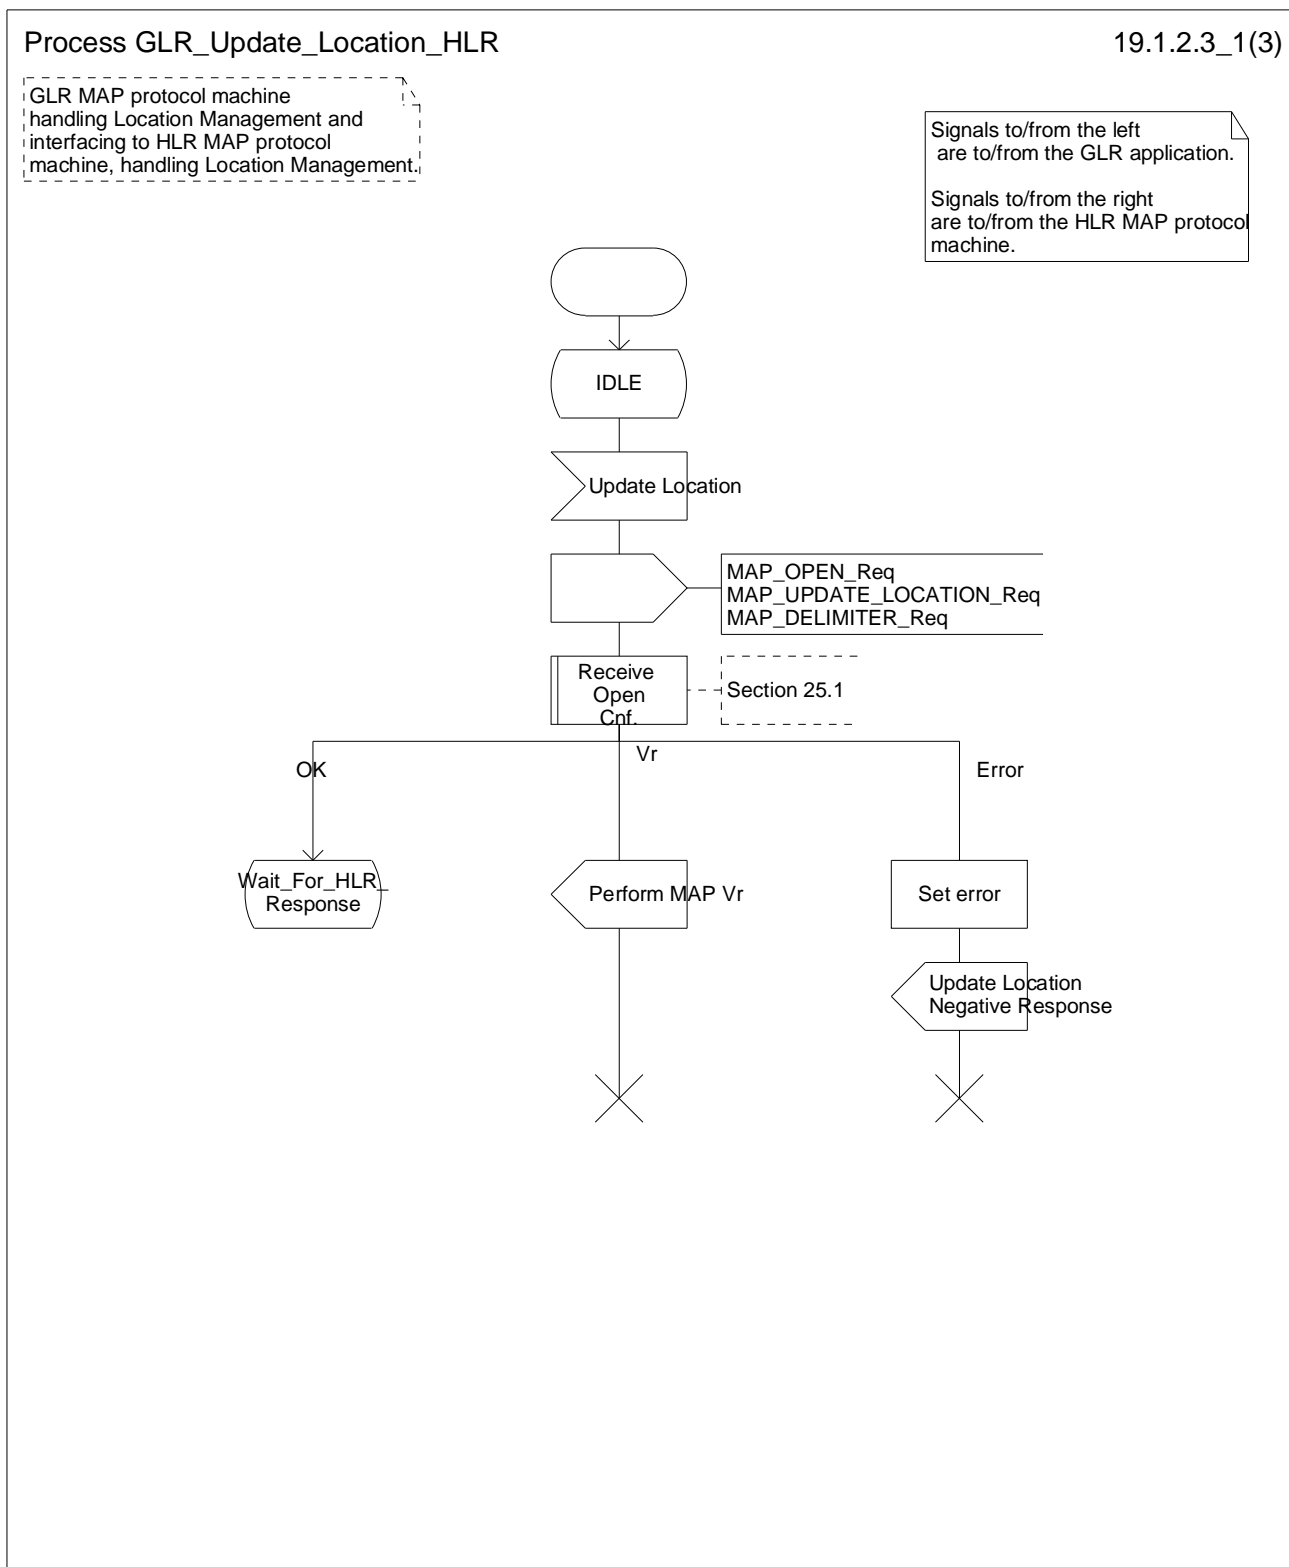 Process GLR_Update_Location_HLR
19.1.2.3_1(3)
GLR MAP protocol machine
handling Location Management and
interfacing to HLR MAP protocol
machine, handling Location Management.
Signals to/from the left
are to/from the GLR application.
Signals to/from the right
are to/from the HLR MAP protocol
machine.
IDLE
Update Location
MAP_OPEN_Req
MAP_UPDATE_LOCATION_Req
MAP_DELIMITER_Req
Receive
Open
Cnf.
Section 25.1
OK
Vr
Error
Wait_For_HLR_
Response
Perform MAP Vr
Set error
Update Location
Negative Response